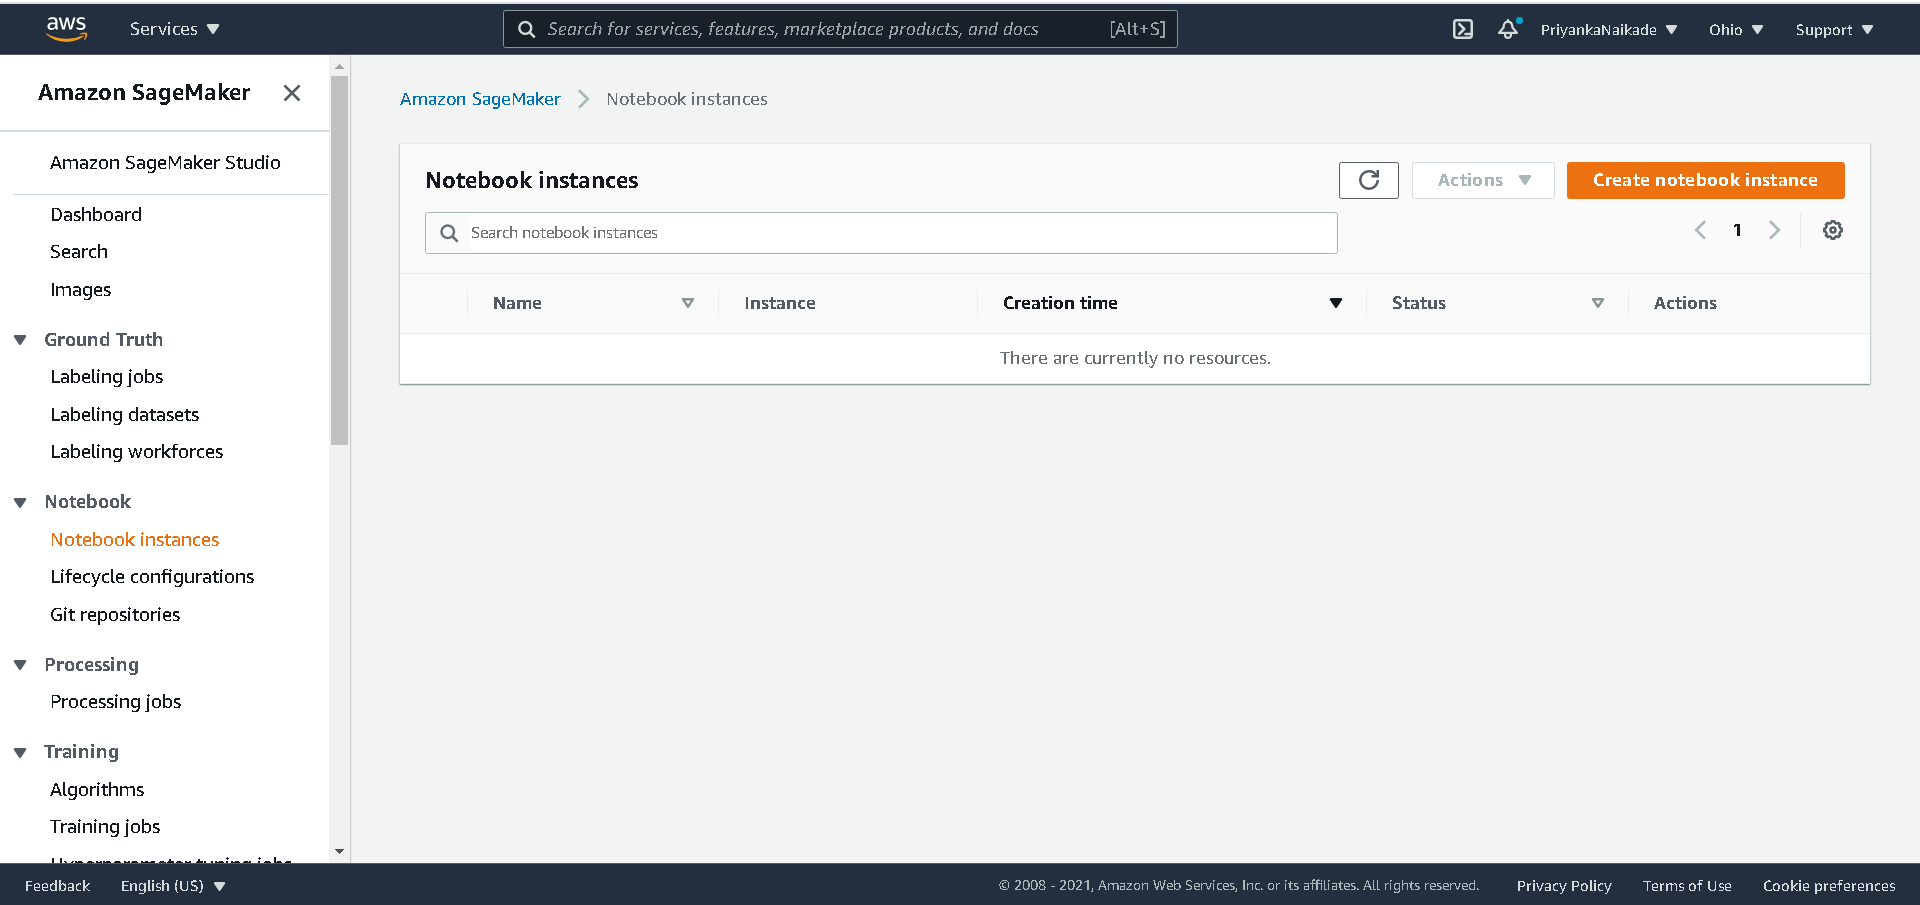 aws
Services
Search for services, features, marketplace products, and docs [Alt+S]
PriyankaNaikade
Ohio
Support
Amazon SageMaker
Amazon SageMaker Studio
Dashboard
Search
Images
Ground Truth
Labeling jobs
Labeling datasets
Labeling workforces
Notebook
Notebook instances
Lifecycle configurations
Git repositories
Processing
Processing jobs
Training
Algorithms
Training jobs
Hyperparameter tuning jobs
Amazon SageMaker
Notebook instances
Notebook instances
Actions
Create notebook instance
Search notebook instances
1
Name Instance Creation time Status Actions
There are currently no resources.
Feedback
English (US)
© 2008 - 2021, Amazon Web Services, Inc. or its affiliates. All rights reserved.
Privacy Policy
Terms of Use
Cookie preferences